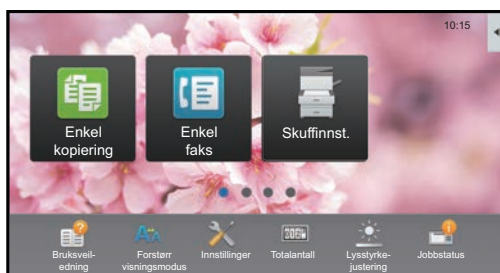 10:15
Enkel
kopiering
Enkel
faks
Skuffinnst.
Bruksveil-
edning
Forstørr
visningsmodus
Innstillinger
Totalantall
Lysstyrke-
justering
Jobbstatus